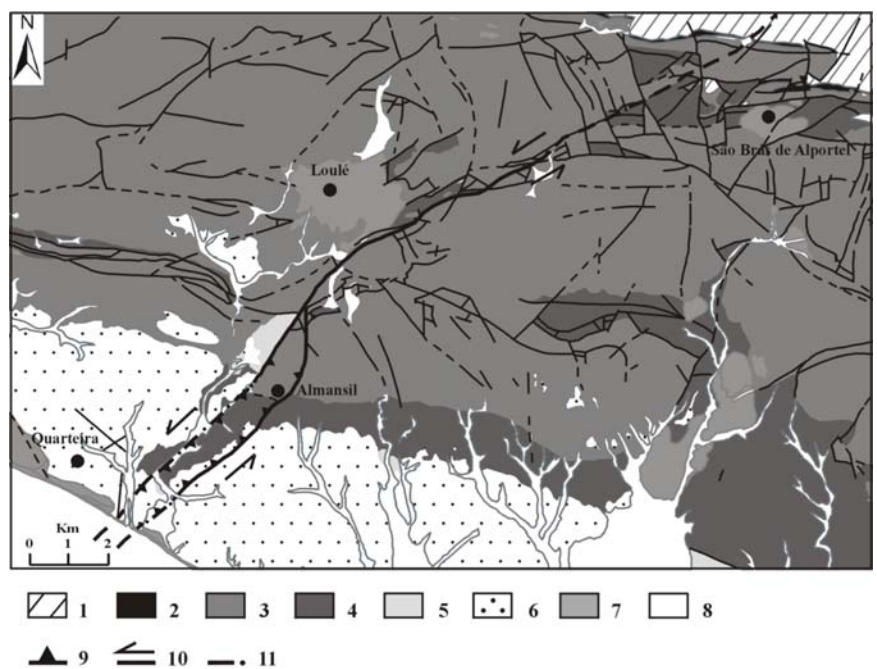 N
São Bras de Alportel
Loulé
Almansil
Quarteira
Km
0 1 2
1 2 3 4 5 6 7 8
9 10 11